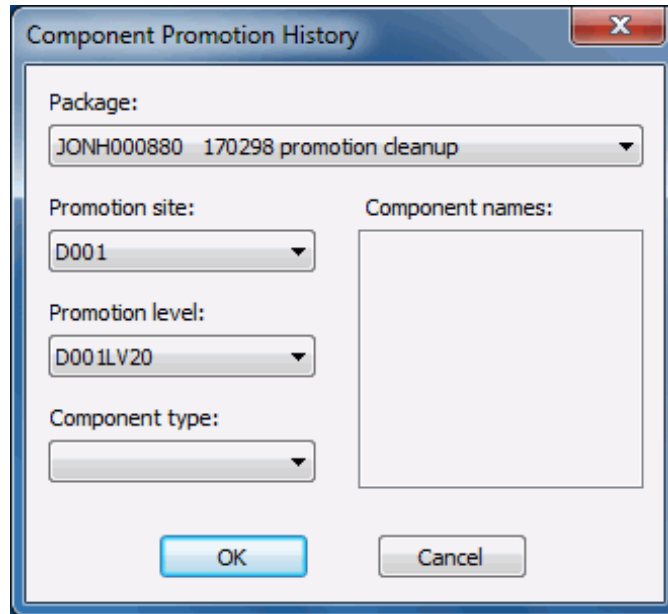 Component Promotion History
Package:
JONH000880 170298 promotion cleanup
Promotion site:
D001
Component names:
Promotion level:
D001LV20
Component type:
OK
Cancel